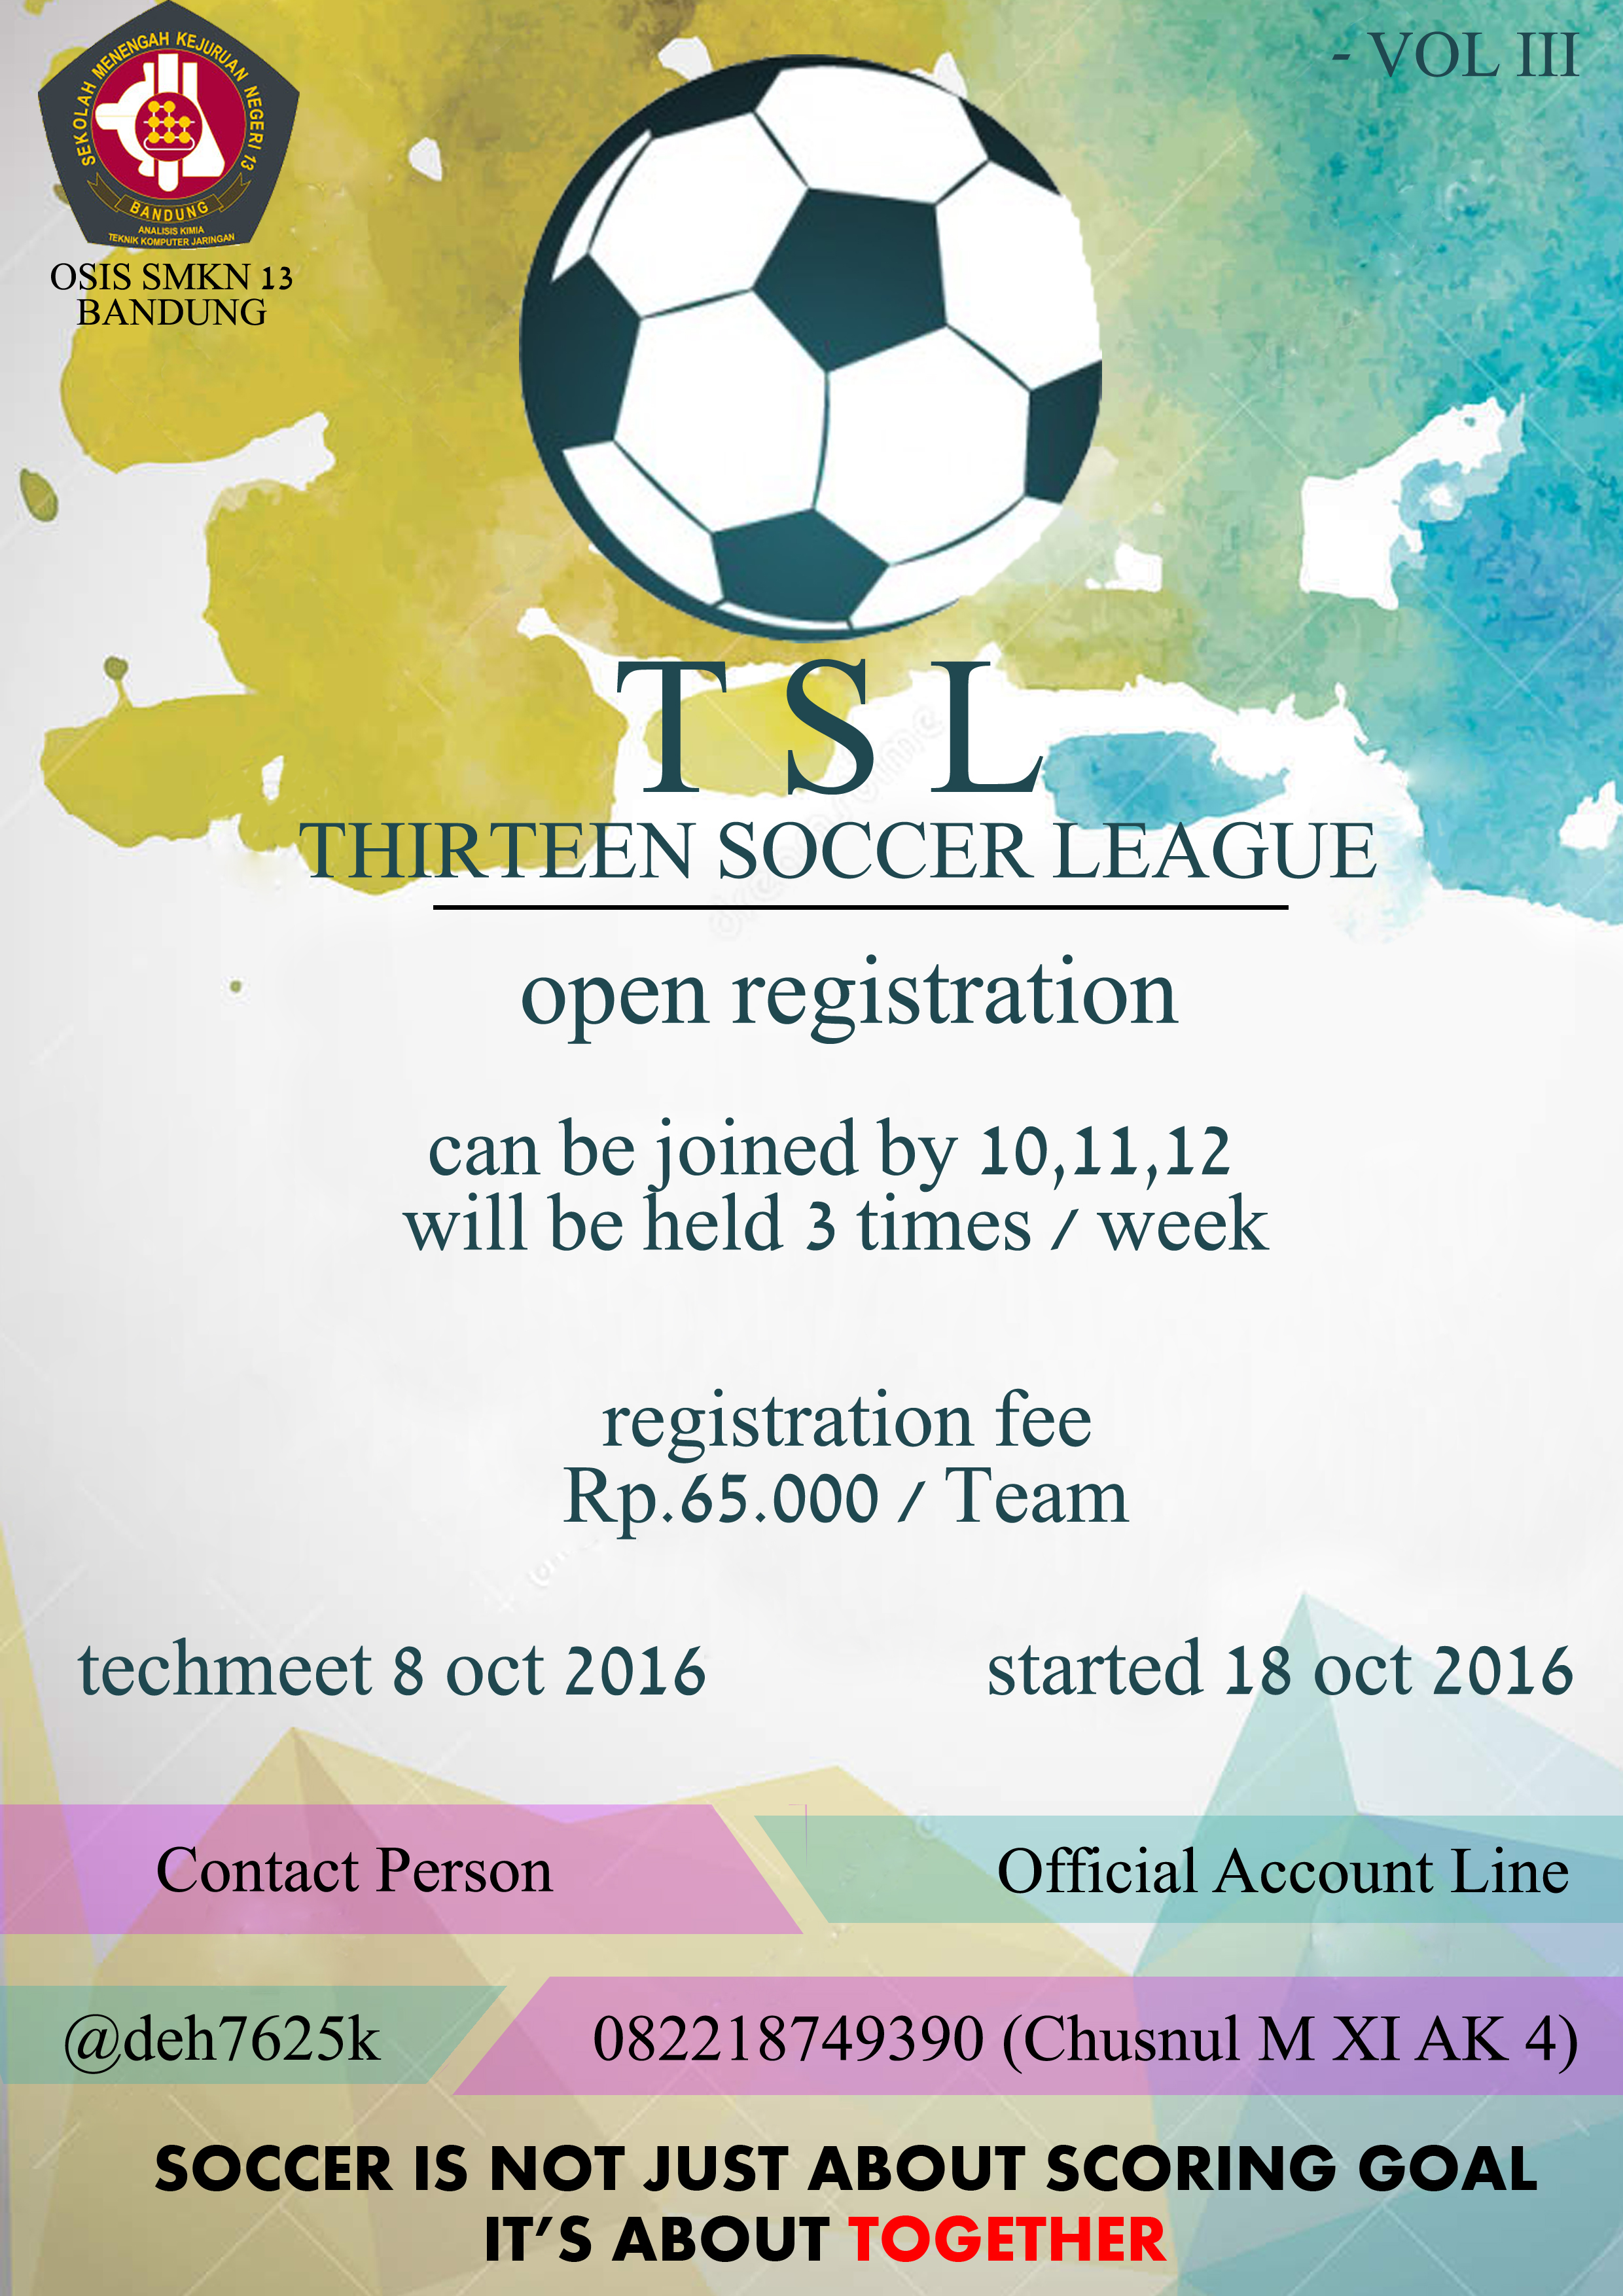 - VOL III
SEKOLAH MENENGAH KEJURUAN NEGERI 13
BANDUNG
ANALISIS KIMIA
TEKNIK KOMPUTER JARINGAN
OSIS SMKN 13
BANDUNG
T S L
THIRTEEN SOCCER LEAGUE
open registration
can be joined by 10,11,12
will be held 3 times / week
registration fee
Rp.65.000 / Team
techmeet 8 oct 2016
started 18 oct 2016
Contact Person
Official Account Line
@deh7625k
082218749390 (Chusnul M XI AK 4)
SOCCER IS NOT JUST ABOUT SCORING GOAL
IT'S ABOUT TOGETHER